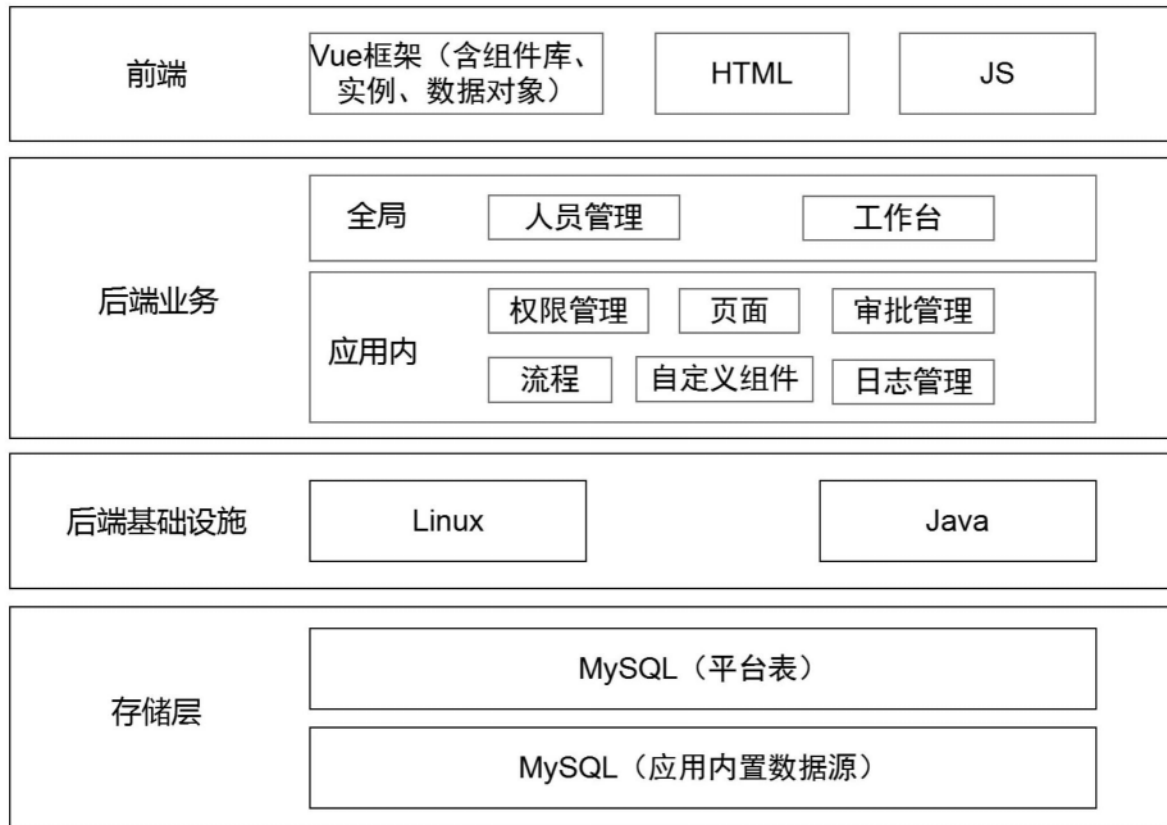 前端
Vue框架（含组件库、
实例、数据对象）
HTML
JS
后端业务
全局
人员管理
工作台
应用内
权限管理
页面
审批管理
流程
自定义组件
日志管理
后端基础设施
Linux
Java
存储层
MySQL（平台表）
MySQL（应用内置数据源）